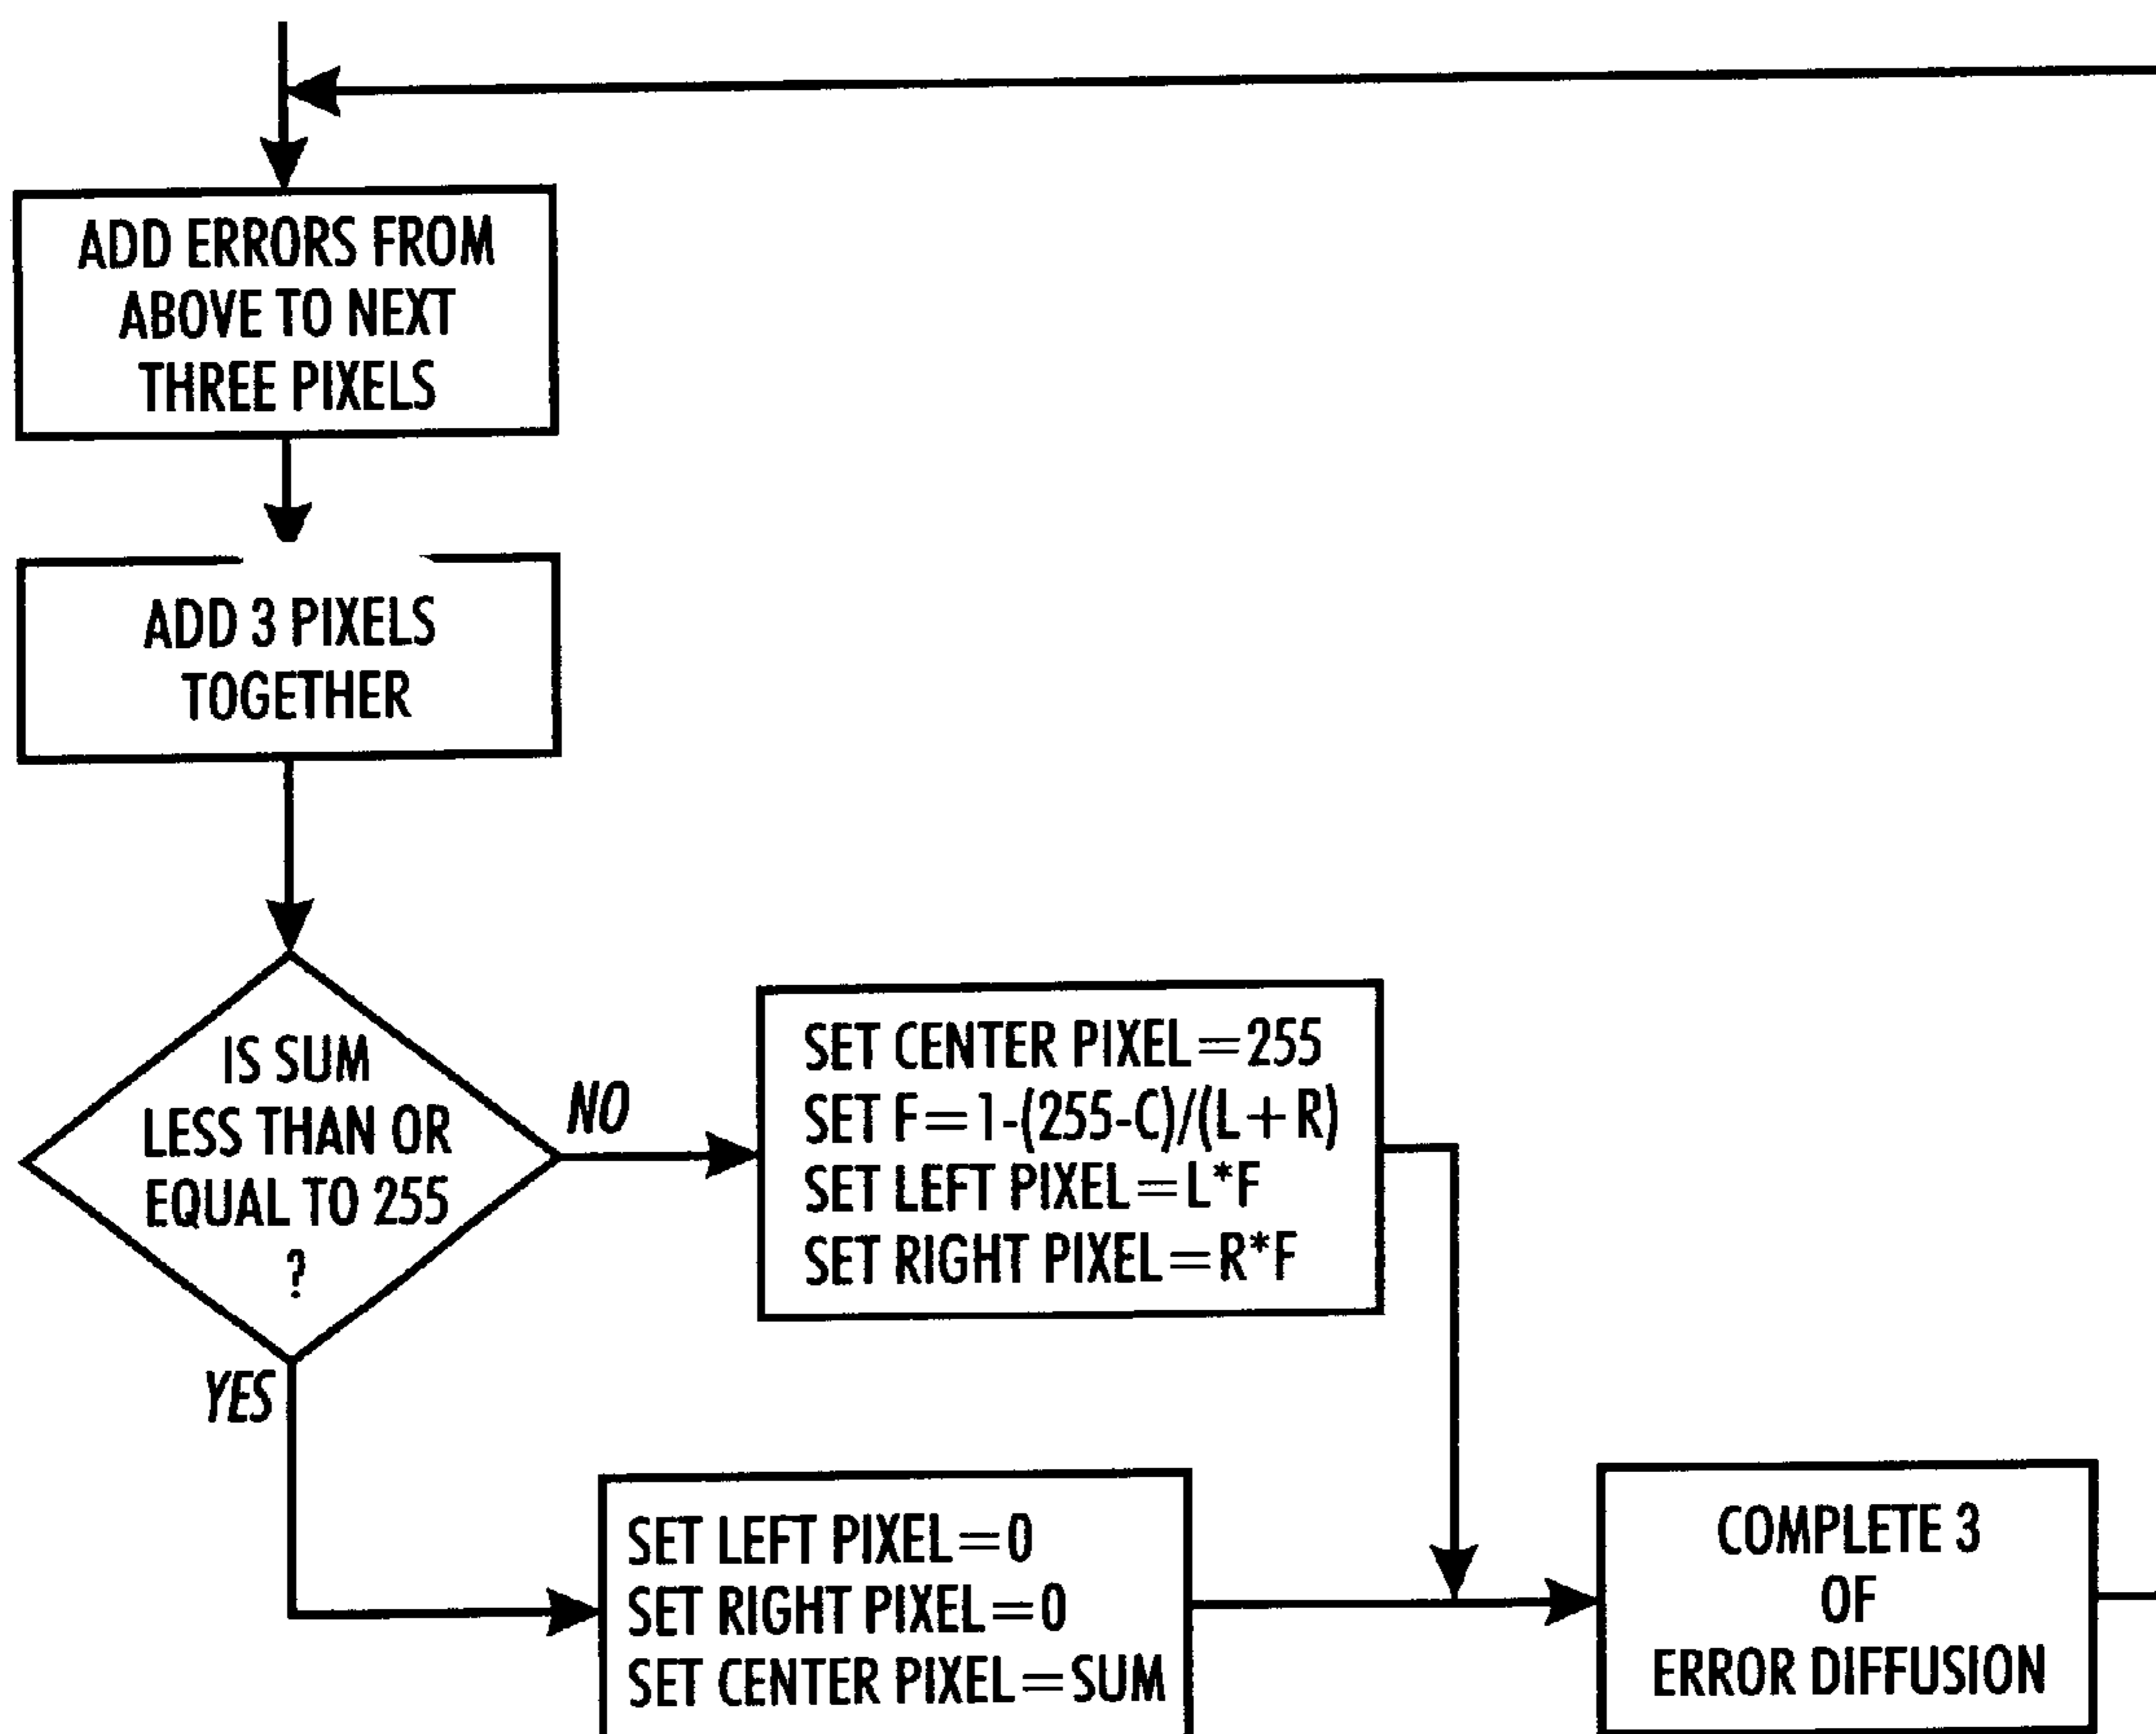 ADD ERRORS FROM
ABOVE TO NEXT
THREE PIXELS
ADD 3 PIXELS
TOGETHER
IS SUM
LESS THAN OR
EQUAL TO 255
?
NO
YES
SET CENTER PIXEL=255
SET F=1-(255-C)/(L+R)
SET LEFT PIXEL=L*F
SET RIGHT PIXEL=R*F
SET LEFT PIXEL=0
SET RIGHT PIXEL=0
SET CENTER PIXEL=SUM
COMPLETE 3
OF
ERROR DIFFUSION